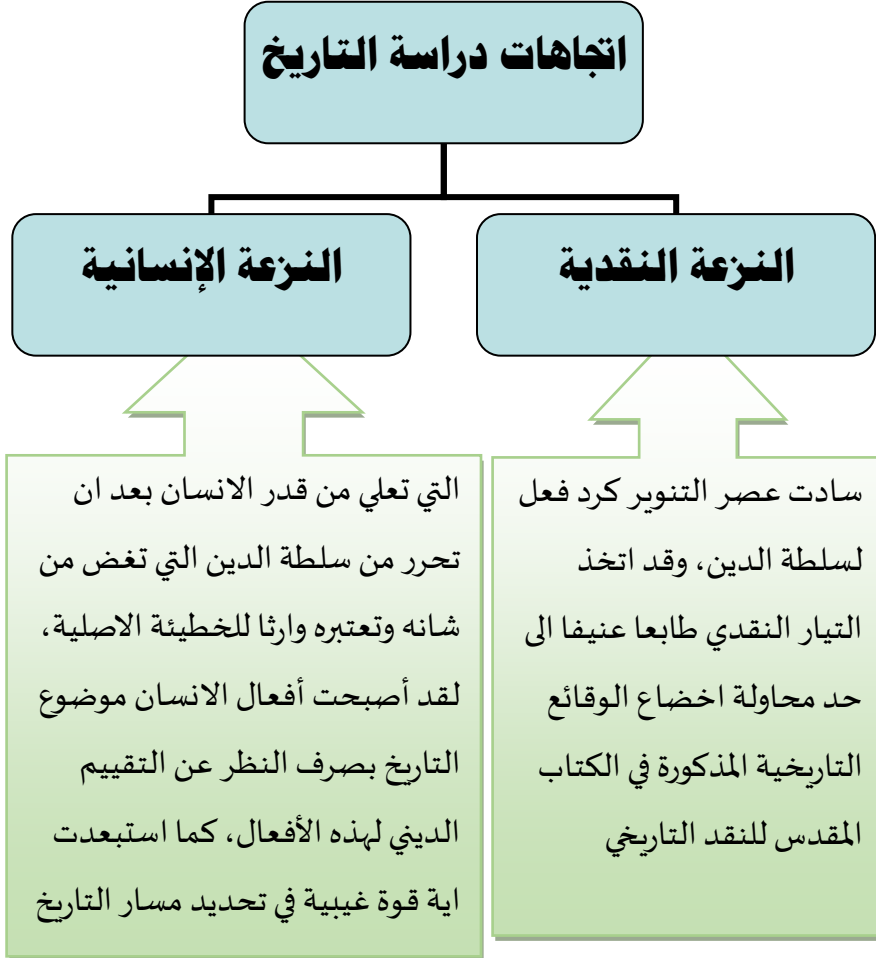 اتجاهات دراسة التاريخ
النزعة النقدية
النزعة الإنسانية
سادت عصر التنوير كرد فعل
لسلطة الدين، وقد اتخذ
التيار النقدي طابعا عنيفا الى
حد محاولة اخضاع الوقائع
التاريخية المذكورة في الكتاب
المقدس للنقد التاريخي
التي تعلي من قدر الانسان بعد ان
تحرر من سلطة الدين التي تغض من
شانه وتعتبره وارثا للخطيئة الاصلية،
لقد أصبحت أفعال الانسان موضوع
التاريخ بصرف النظر عن التقييم
الديني لهذه الأفعال، كما استبعدت
اية قوة غيبية في تحديد مسار التاريخ